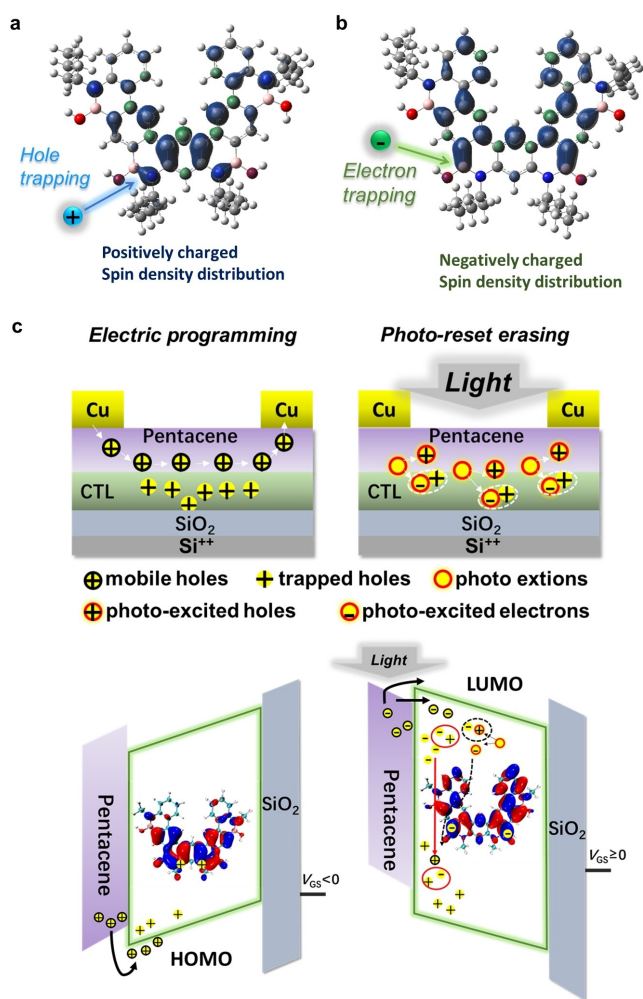 a
b
Hole
trapping
+
-
Electron
trapping
Positively charged
Spin density distribution
Negatively charged
Spin density distribution
c
Electric programming
Photo-reset erasing
Light
Cu
Cu
Pentacene
CTL
SiO2
Si++
Cu
Cu
Pentacene
CTL
SiO2
Si++
mobile holes
trapped holes
photo extions
photo-excited holes
photo-excited electrons
Light
LUMO
Pentacene
SiO2
VGS<0
HOMO
Pentacene
SiO2
VGS≥0